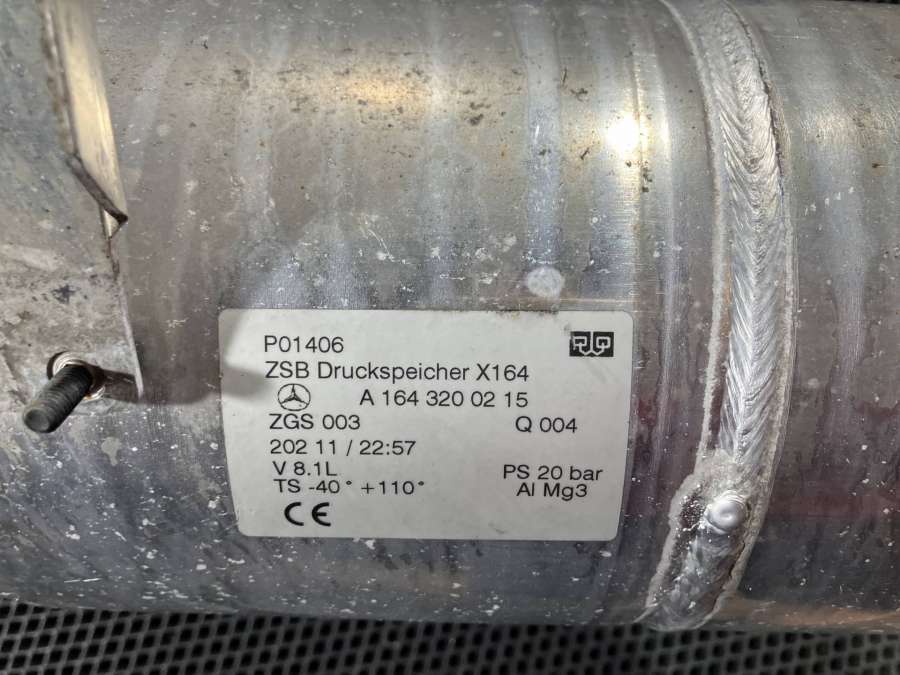 P01406
ZSB Druckspeicher X164
A 164 320 02 15
ZGS 003 Q 004
202 11 / 22:57
V 8.1L PS 20 bar
TS -40° +110° Al Mg3
CE